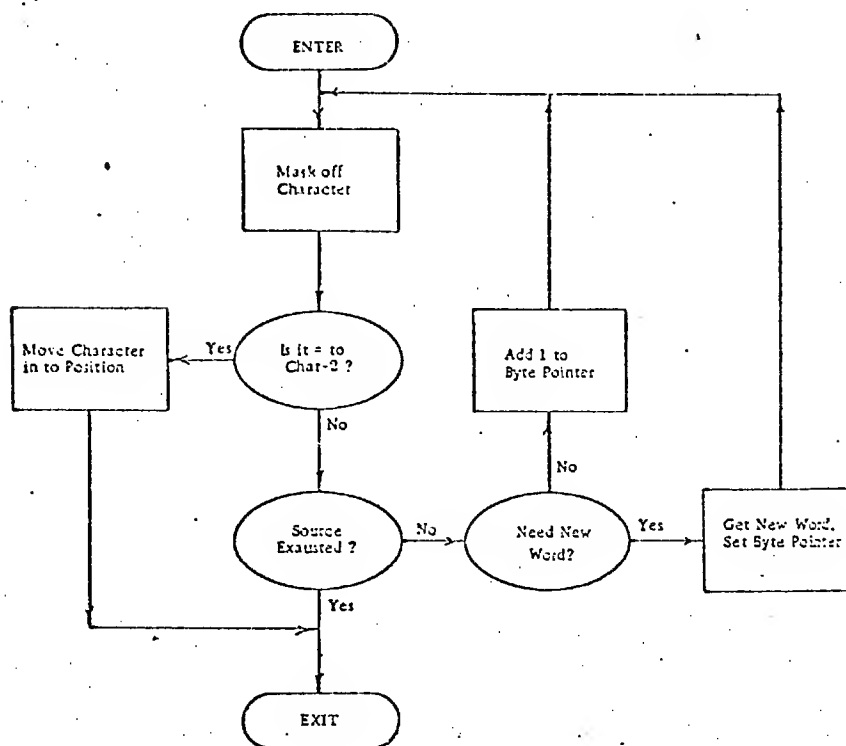 ENTER
Mask off
Character
Is it = to
Char-2 ?
Yes
Move Character
in to Position
No
Add 1 to
Byte Pointer
No
Source
Exausted ?
No
Need New
Word?
Yes
Get New Word,
Set Byte Pointer
Yes
EXIT